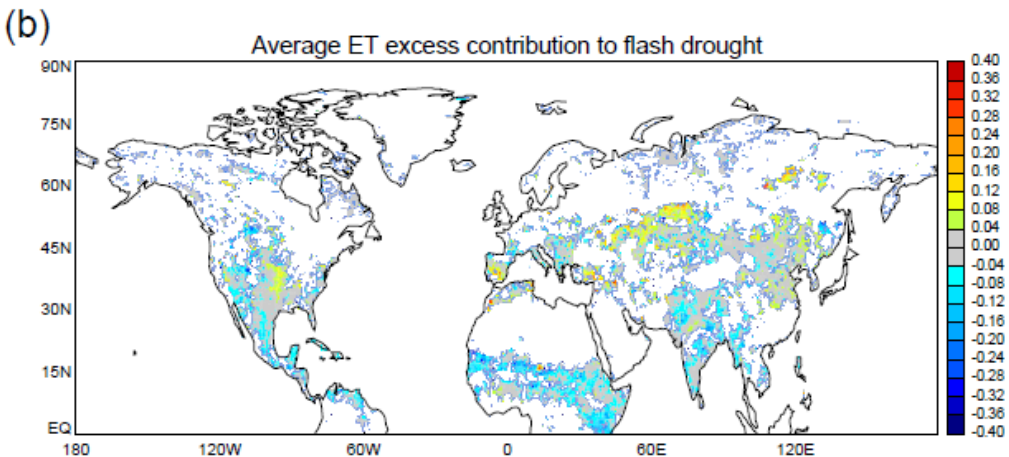 (b)
Average ET excess contribution to flash drought
90N
75N
60N
45N
30N
15N
EQ
180
120W
60W
0
60E
120E
0.40
0.36
0.32
0.28
0.24
0.20
0.16
0.12
0.08
0.04
0.00
-0.04
-0.08
-0.12
-0.16
-0.20
-0.24
-0.28
-0.32
-0.36
-0.40